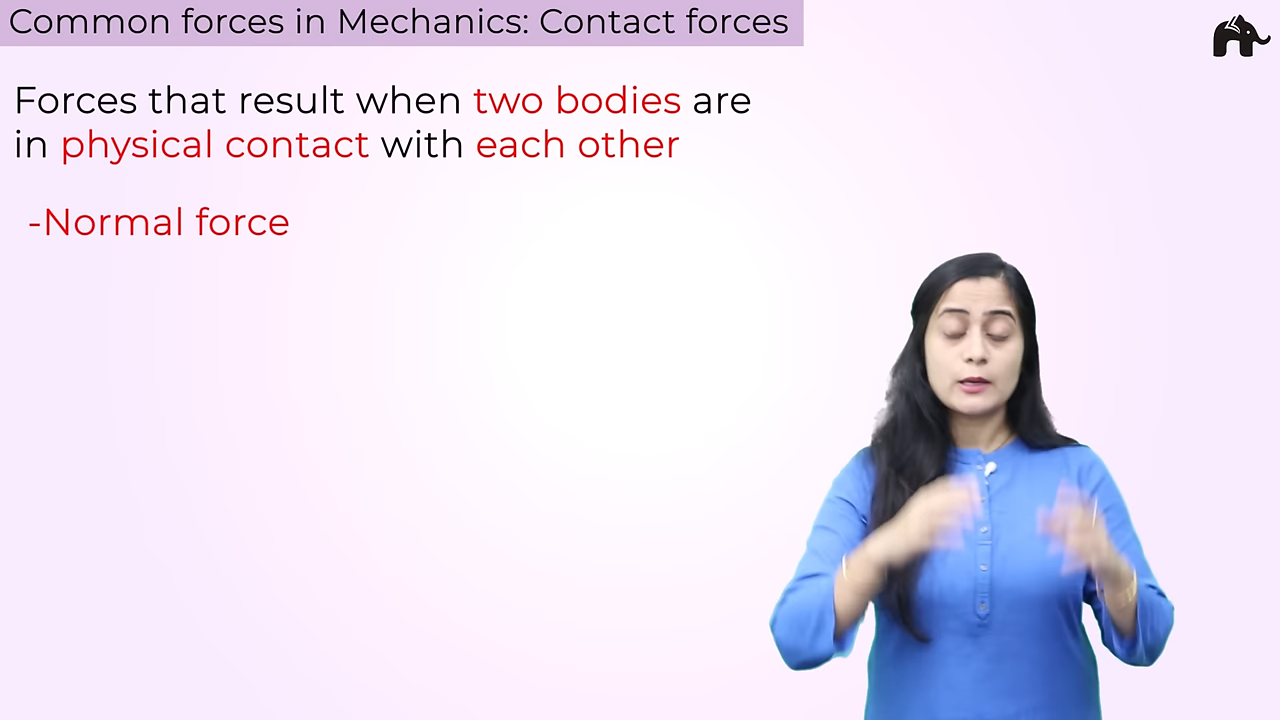 Common forces in Mechanics: Contact forces
Forces that result when two bodies are
in physical contact with each other
-Normal force